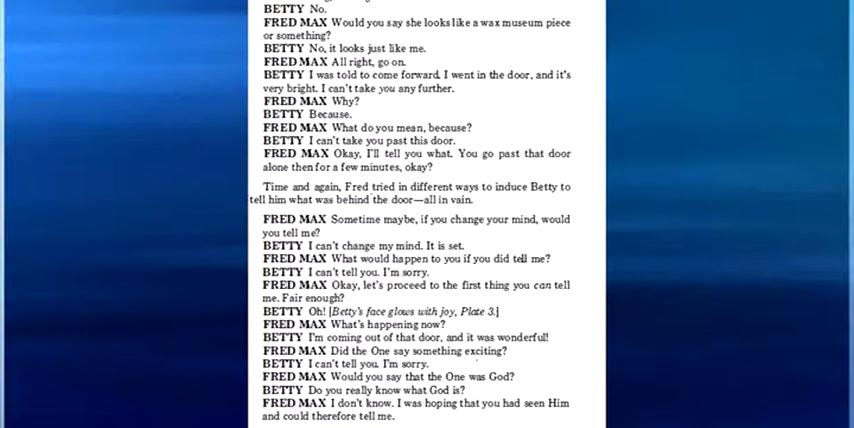 BETTY No.
FRED MAX Would you say she looks like a wax museum piece
or something?
BETTY No, it looks just like me.
FRED MAX All right, go on.
BETTY I was told to come forward. I went in the door, and it's
very bright. I can't take you any further.
FRED MAX Why?
BETTY Because.
FRED MAX What do you mean, because?
BETTY I can't take you past this door.
FRED MAX Okay, I'll tell you what. You go past that door
alone then for a few minutes, okay?
Time and again, Fred tried in different ways to induce Betty to
tell him what was behind the door—all in vain.
FRED MAX Sometime maybe, if you change your mind, would
you tell me?
BETTY I can't change my mind. It is set.
FRED MAX What would happen to you if you did tell me?
BETTY I can't tell you. I'm sorry.
FRED MAX Okay, let's proceed to the first thing you can tell
me. Fair enough?
BETTY Oh! [Betty's face glows with joy, Plate 3.]
FRED MAX What's happening now?
BETTY I'm coming out of that door, and it was wonderful!
FRED MAX Did the One say something exciting?
BETTY I can't tell you. I'm sorry.
FRED MAX Would you say that the One was God?
BETTY Do you really know what God is?
FRED MAX I don't know. I was hoping that you had seen Him
and could therefore tell me.